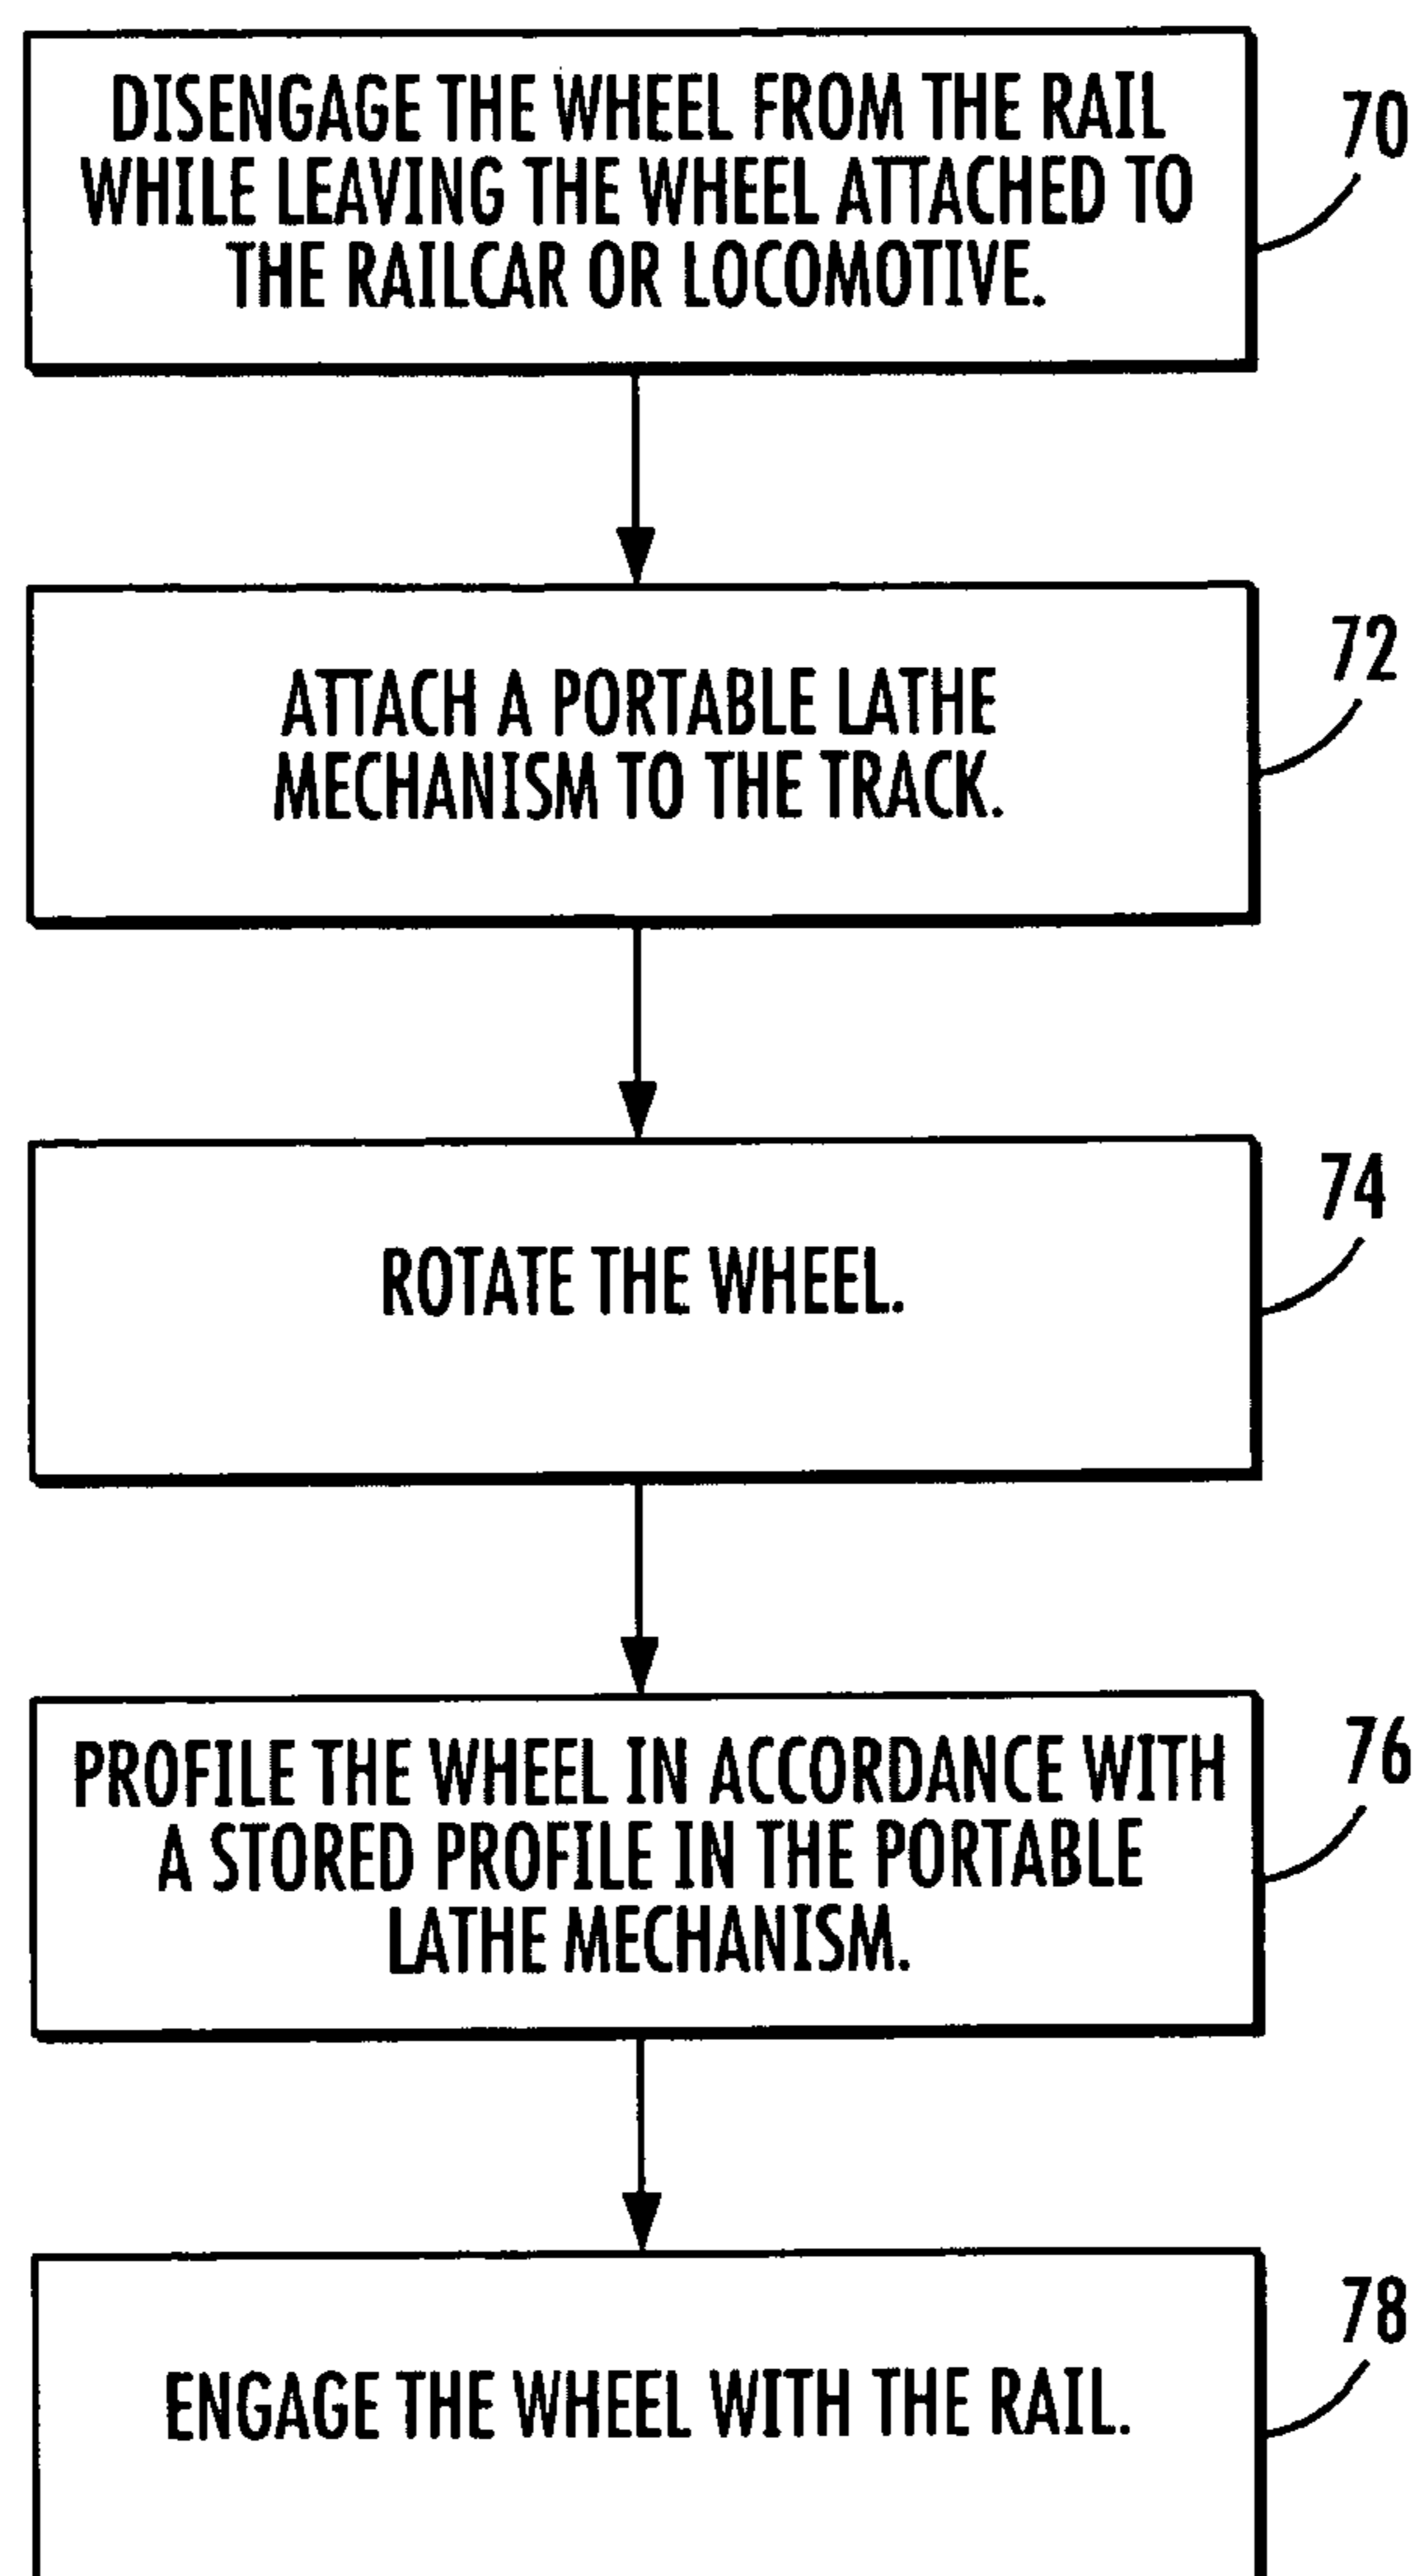 DISENGAGE THE WHEEL FROM THE RAIL
WHILE LEAVING THE WHEEL ATTACHED TO
THE RAILCAR OR LOCOMOTIVE.
70
ATTACH A PORTABLE LATHE
MECHANISM TO THE TRACK.
72
ROTATE THE WHEEL.
74
PROFILE THE WHEEL IN ACCORDANCE WITH
A STORED PROFILE IN THE PORTABLE
LATHE MECHANISM.
76
ENGAGE THE WHEEL WITH THE RAIL.
78